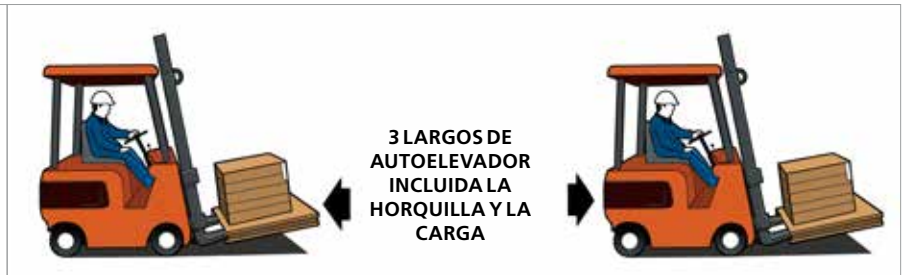 3 LARGOS DE
AUTOELEVADOR
INCLUIDA LA
HORQUILLA Y LA
CARGA